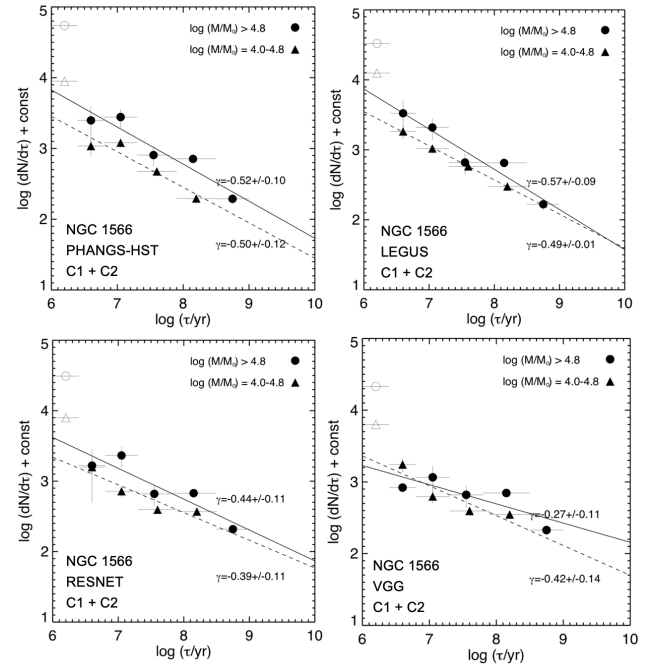 5
4
3
2
1
log (dN/dτ) + const
log (M/M⊙) > 4.8 ●
log (M/M⊙) = 4.0-4.8 ▲
γ=-0.52+/-0.10
γ=-0.50+/-0.12
NGC 1566
PHANGS-HST
C1 + C2
6 7 8 9 10
log (τ/yr)
5
4
3
2
1
log (dN/dτ) + const
log (M/M⊙) > 4.8 ●
log (M/M⊙) = 4.0-4.8 ▲
γ=-0.57+/-0.09
γ=-0.49+/-0.01
NGC 1566
LEGUS
C1 + C2
6 7 8 9 10
log (τ/yr)
5
4
3
2
1
log (dN/dτ) + const
log (M/M⊙) > 4.8 ●
log (M/M⊙) = 4.0-4.8 ▲
γ=-0.44+/-0.11
γ=-0.39+/-0.11
NGC 1566
RESNET
C1 + C2
6 7 8 9 10
log (τ/yr)
5
4
3
2
1
log (dN/dτ) + const
log (M/M⊙) > 4.8 ●
log (M/M⊙) = 4.0-4.8 ▲
γ=-0.27+/-0.11
γ=-0.42+/-0.14
NGC 1566
VGG
C1 + C2
6 7 8 9 10
log (τ/yr)